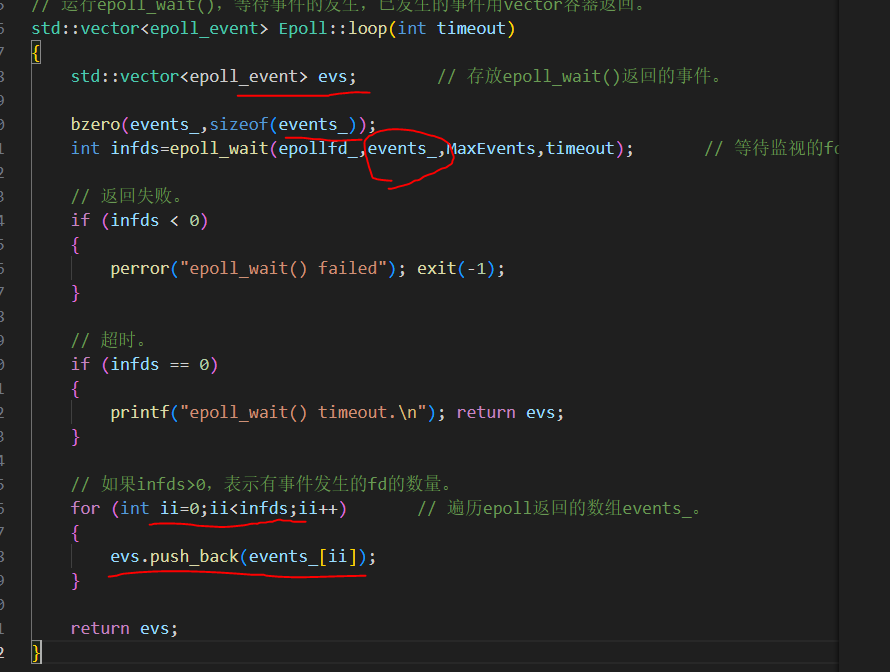 // 运行epoll_wait(), 等待事件的发生, 已发生的事件用vector容器返回。
std::vector<epoll_event> Epoll::loop(int timeout)
{
    std::vector<epoll_event> evs;        // 存放epoll_wait()返回的事件。
    bzero(events_,sizeof(events_));
    int infds=epoll_wait(epollfd_,events_,MaxEvents,timeout);       // 等待监视的
    // 返回失败。
    if (infds < 0)
    {
        perror("epoll_wait() failed"); exit(-1);
    }
    // 超时。
    if (infds == 0)
    {
        printf("epoll_wait() timeout.\n"); return evs;
    }
    // 如果infds>0，表示有事件发生的fd的数量。
    for (int ii=0;ii<infds;ii++)       // 遍历epoll返回的数组events_。
    {
        evs.push_back(events_[ii]);
    }
    return evs;
}